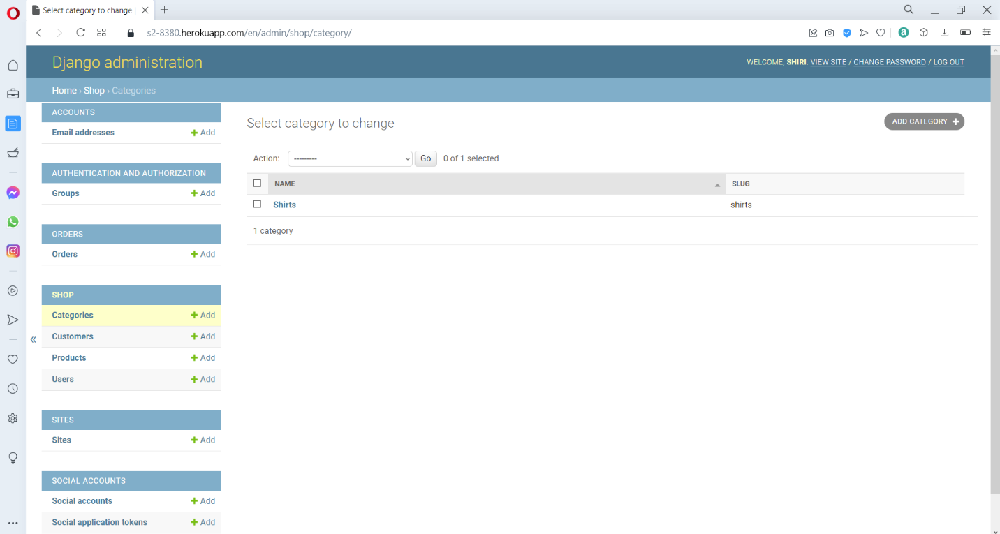 Select category to change
s2-8380.herokuapp.com/en/admin/shop/category/
Django administration
WELCOME, SHIRI. VIEW SITE / CHANGE PASSWORD / LOG OUT
Home › Shop › Categories
ACCOUNTS
Email addresses + Add
AUTHENTICATION AND AUTHORIZATION
Groups + Add
ORDERS
Orders + Add
SHOP
Categories + Add
Customers + Add
Products + Add
Users + Add
SITES
Sites + Add
SOCIAL ACCOUNTS
Social accounts + Add
Social application tokens + Add
«
Select category to change
ADD CATEGORY +
Action: --------- Go 0 of 1 selected
NAME SLUG
Shirts shirts
1 category